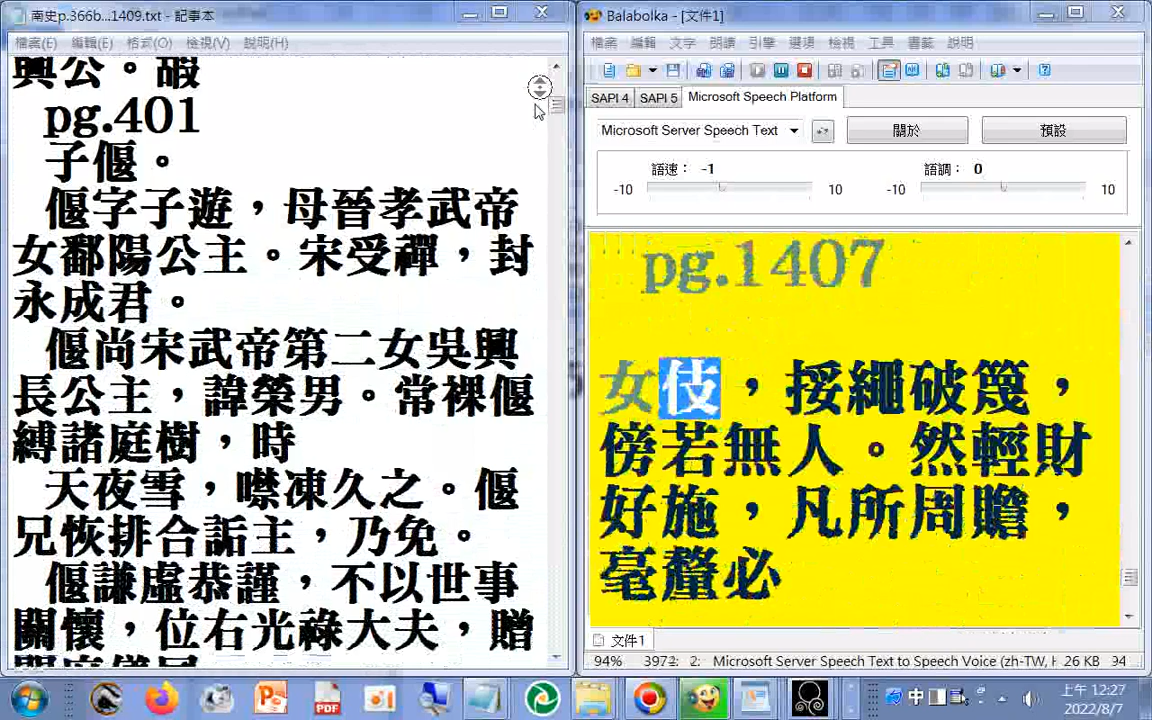 南史p.366b...1409.txt - 記事本
檔案(E) 編輯(E) 格式(O) 檢視(V) 說明(H)
興公。嘏
pg.401
子偃。
偃字子遊，母晉孝武帝
女鄱陽公主。宋受禪，封
永成君。
偃尚宋武帝第二女吳興
長公主，諱榮男。常裸偃
縛諸庭樹，時
天夜雪，噤凍久之。偃
兄恢排合詬主，乃免。
偃謙虛恭謹，不以世事
關懷，位右光祿大夫，贈
Balabolka - [文件1]
檔案 編輯 文字 朗讀 引擎 選項 檢視 工具 書籤 說明
SAPI 4 SAPI 5 Microsoft Speech Platform
Microsoft Server Speech Text 關於 預設
語速： -1 語調： 0
-10 10 -10 10
pg.1407
女伎，挼繩破篾，
傍若無人。然輕財
好施，凡所周贍，
毫釐必
文件1
94% 3972: 2: Microsoft Server Speech Text to Speech Voice (zh-TW, H 26 KB 94
PDF 中 上午 12:27
2022/8/7